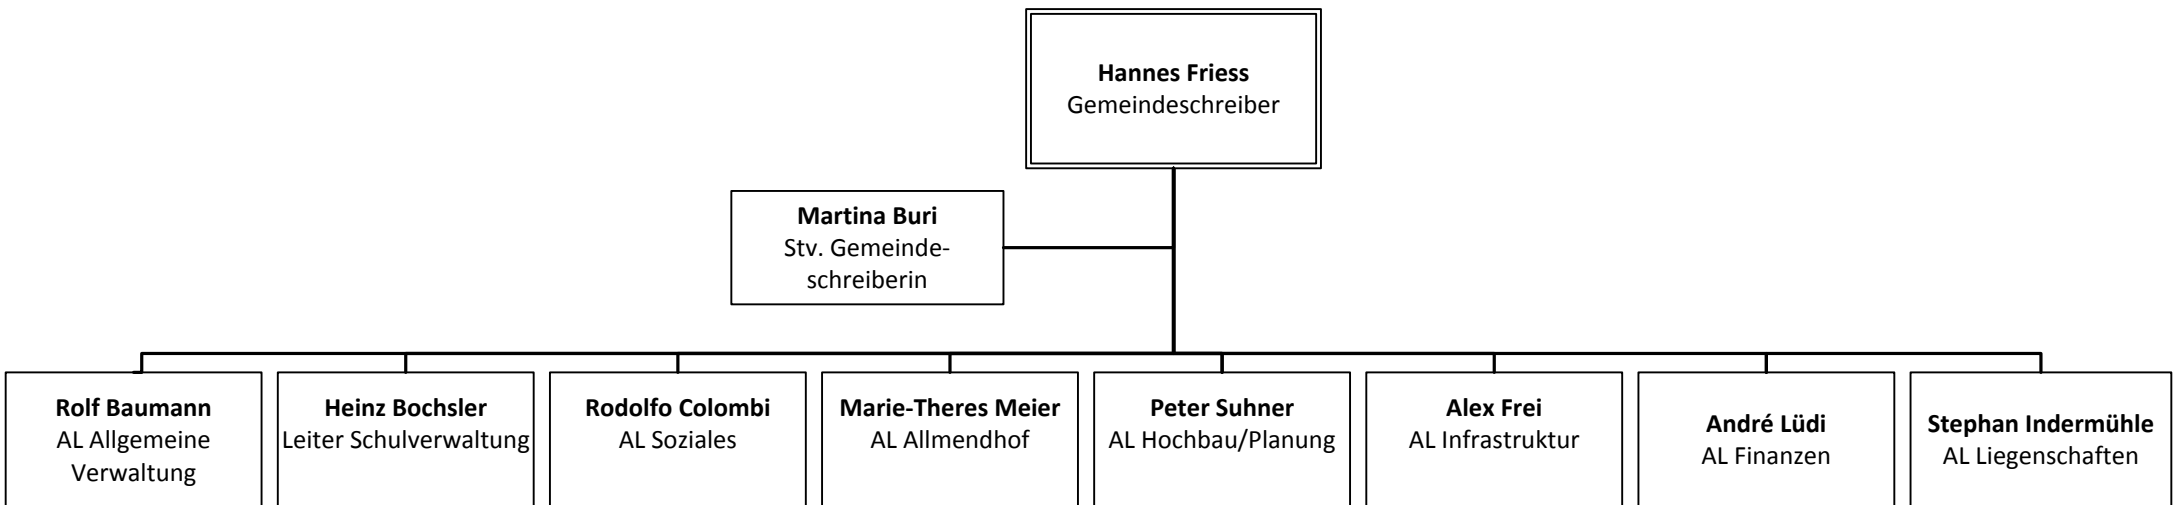 Hannes Friess
Gemeindeschreiber
Martina Buri
Stv. Gemeinde-
schreiberin
Rolf Baumann
AL Allgemeine
Verwaltung
Heinz Bochsler
Leiter Schulverwaltung
Rodolfo Colombi
AL Soziales
Marie-Theres Meier
AL Allmendhof
Peter Suhner
AL Hochbau/Planung
Alex Frei
AL Infrastruktur
André Lüdi
AL Finanzen
Stephan Indermühle
AL Liegenschaften